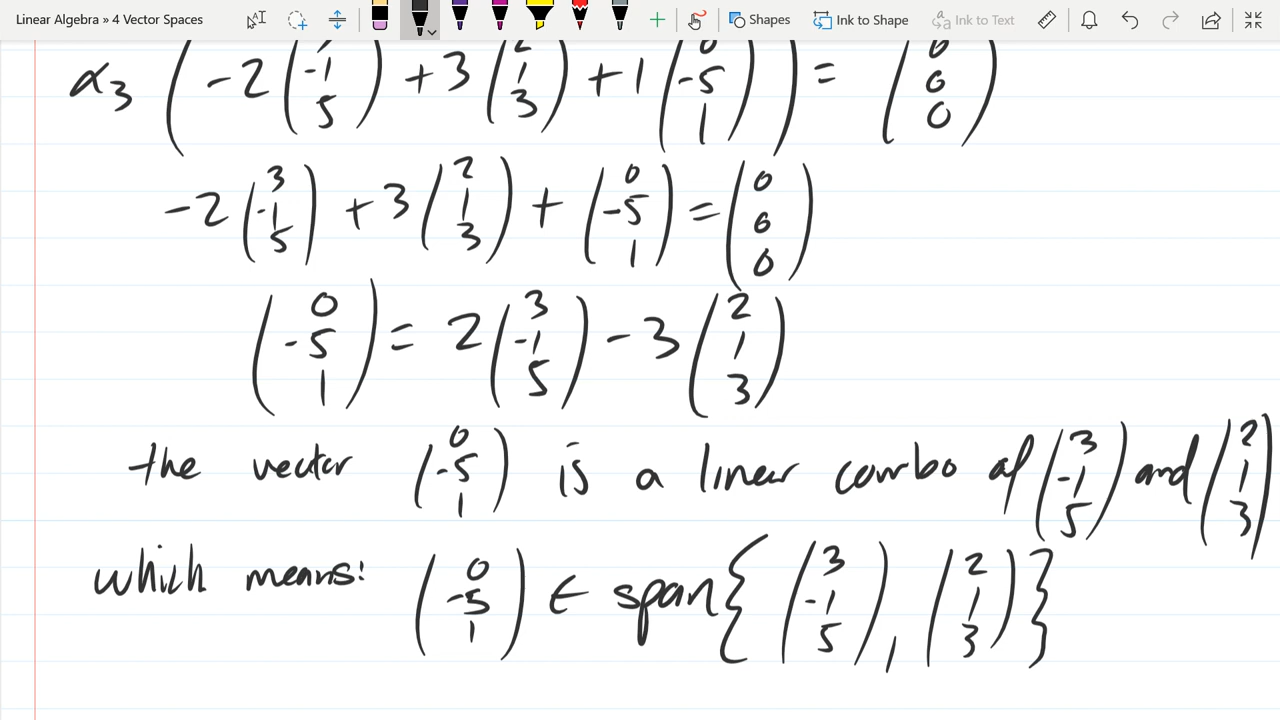 Linear Algebra » 4 Vector Spaces Shapes Ink to Shape Ink to Text
α₃ (-2 (-1 5) + 3 (2 1 3) + 1 (0 -5 1)) = (0 0 0)
-2 (3 -1 5) + 3 (2 1 3) + (0 -5 1) = (0 0 0)
(0 -5 1) = 2 (3 -1 5) - 3 (2 1 3)
the vector (0 -5 1) is a linear combo of (3 -1 5) and (2 1 3)
which means: (0 -5 1) ∈ span{(3 -1 5), (2 1 3)}